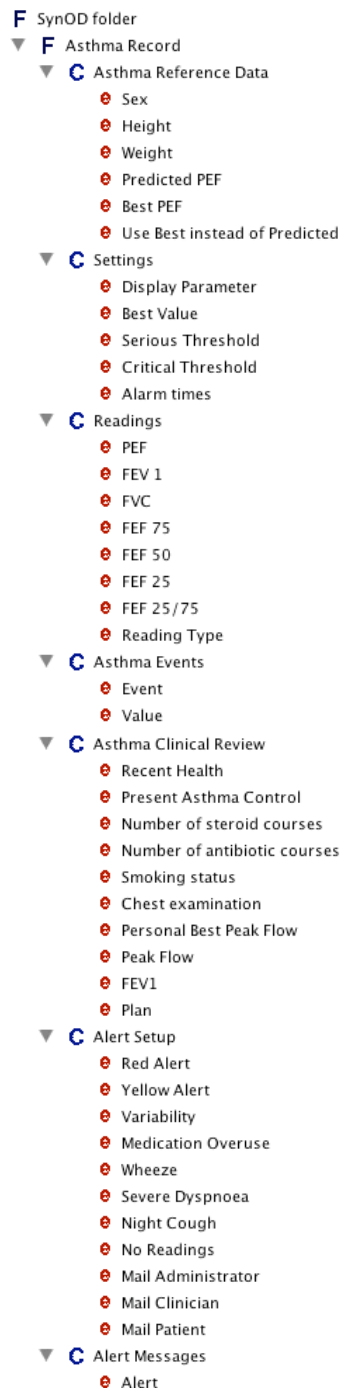 F SynOD folder
F Asthma Record
C Asthma Reference Data
e Sex
e Height
e Weight
e Predicted PEF
e Best PEF
e Use Best instead of Predicted
C Settings
e Display Parameter
e Best Value
e Serious Threshold
e Critical Threshold
e Alarm times
C Readings
e PEF
e FEV 1
e FVC
e FEF 75
e FEF 50
e FEF 25
e FEF 25/75
e Reading Type
C Asthma Events
e Event
e Value
C Asthma Clinical Review
e Recent Health
e Present Asthma Control
e Number of steroid courses
e Number of antibiotic courses
e Smoking status
e Chest examination
e Personal Best Peak Flow
e Peak Flow
e FEV1
e Plan
C Alert Setup
e Red Alert
e Yellow Alert
e Variability
e Medication Overuse
e Wheeze
e Severe Dyspnoea
e Night Cough
e No Readings
e Mail Administrator
e Mail Clinician
e Mail Patient
C Alert Messages
e Alert